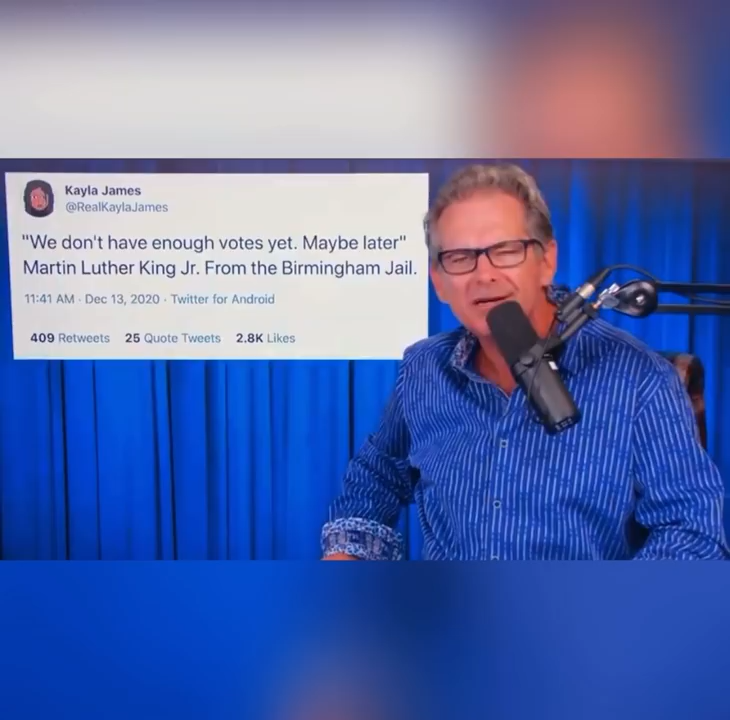 Kayla James
@RealKaylaJames
"We don't have enough votes yet. Maybe later"
Martin Luther King Jr. From the Birmingham Jail.
11:41 AM · Dec 13, 2020 · Twitter for Android
409 Retweets 25 Quote Tweets 2.8K Likes